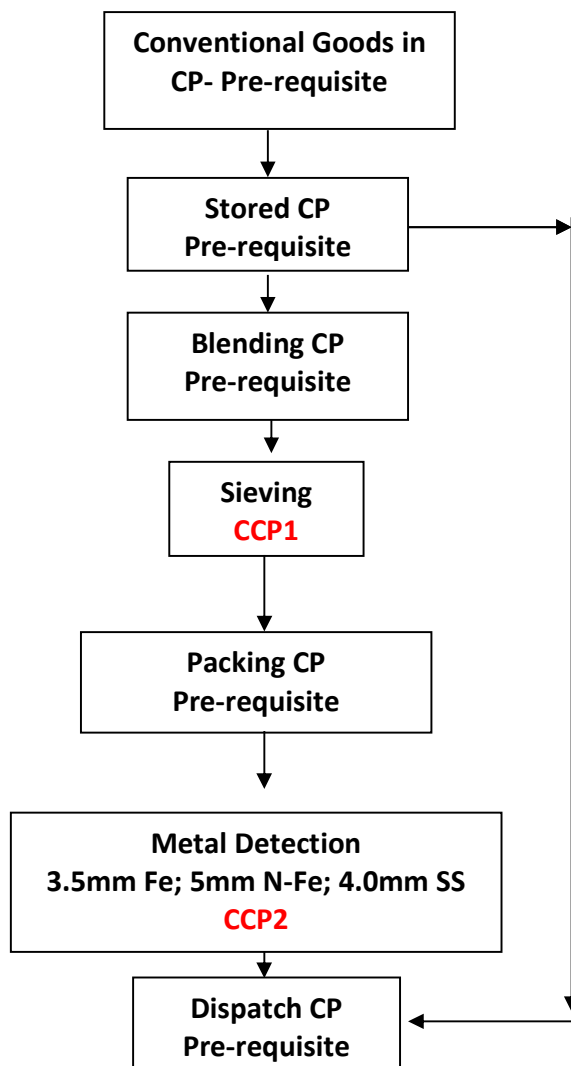 Conventional Goods in
CP- Pre-requisite
Stored CP
Pre-requisite
Blending CP
Pre-requisite
Sieving
CCP1
Packing CP
Pre-requisite
Metal Detection
3.5mm Fe; 5mm N-Fe; 4.0mm SS
CCP2
Dispatch CP
Pre-requisite